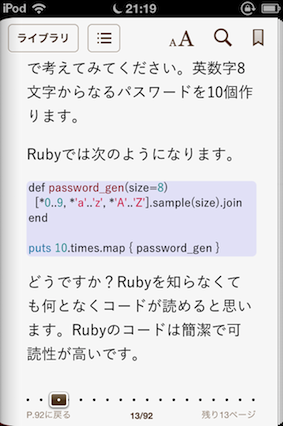 iPod 21:19
ライブラリ AA
で考えてみてください。英数字8
文字からなるパスワードを10個作
ります。
Rubyでは次のようになります。
def password_gen(size=8)
[*0..9, *'a'..'z', *'A'..'Z'].sample(size).join
end
puts 10.times.map { password_gen }
どうですか？Rubyを知らなくて
も何となくコードが読めると思い
ます。Rubyのコードは簡潔で可
読性が高いです。
P.92に戻る 13/92 残り13ページ